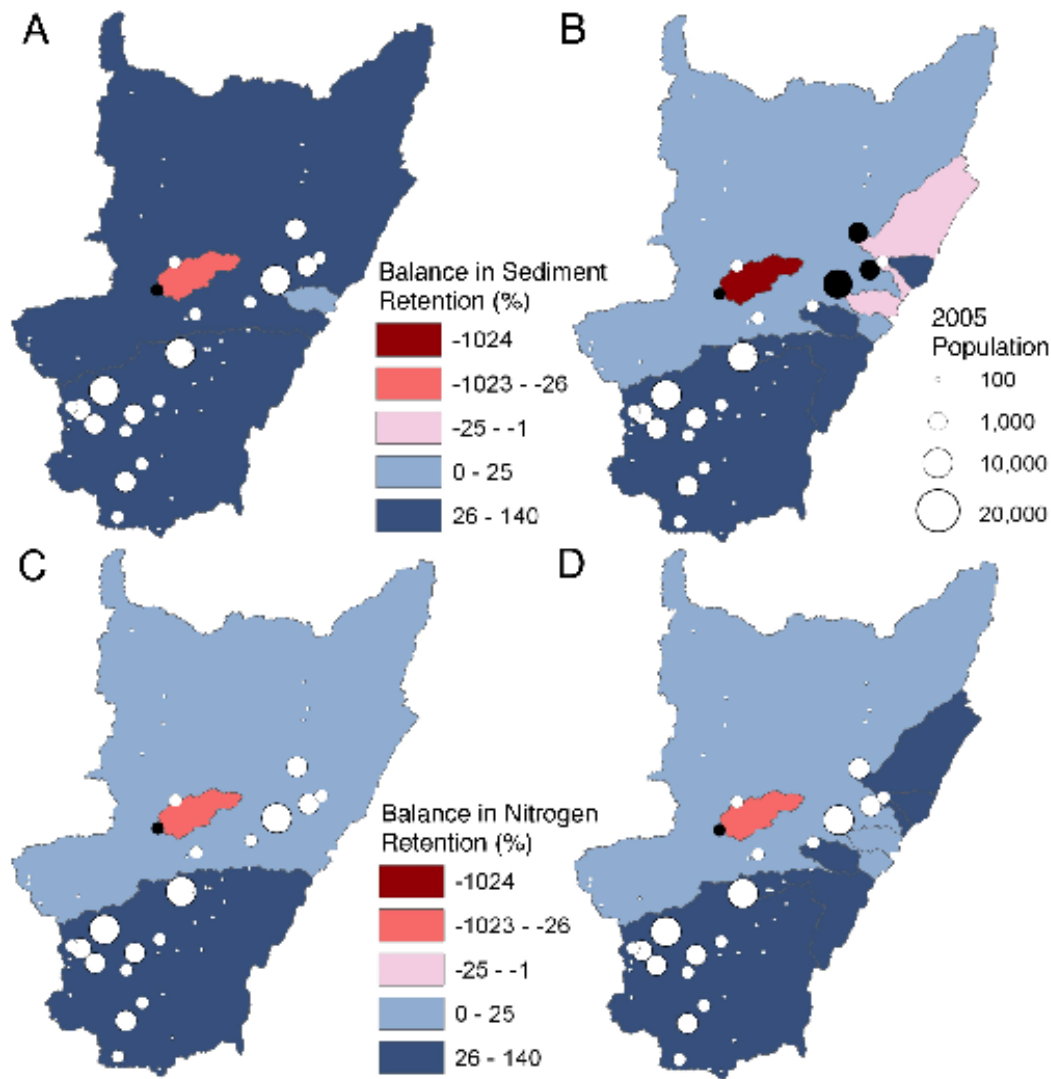 A
B
Balance in Sediment
Retention (%)
-1024
-1023 - -26
-25 - -1
0 - 25
26 - 140
2005
Population
100
1,000
10,000
20,000
C
D
Balance in Nitrogen
Retention (%)
-1024
-1023 - -26
-25 - -1
0 - 25
26 - 140